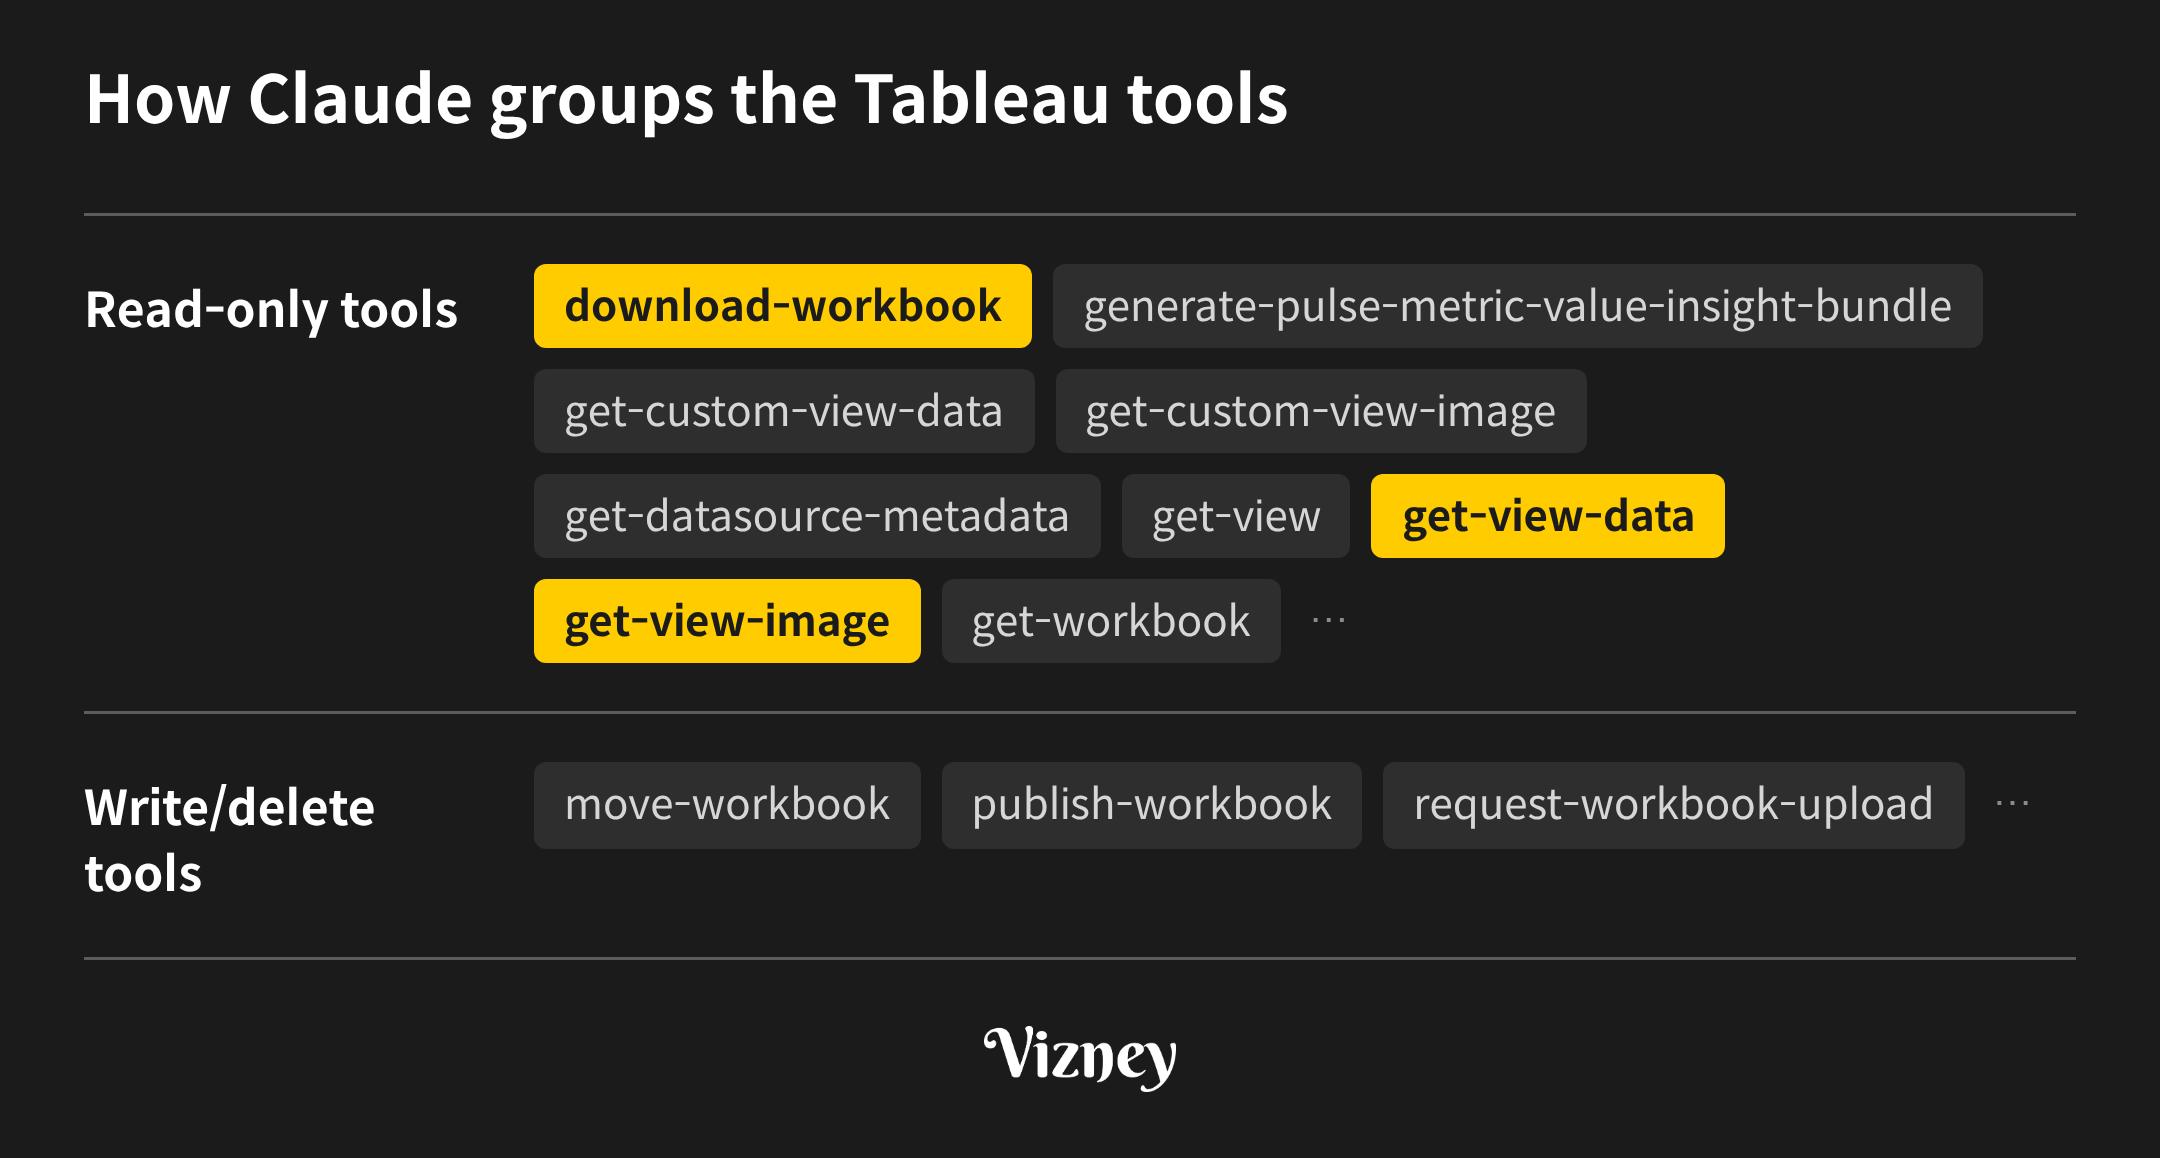 How Claude groups the Tableau tools
Read-only tools
download-workbook generate-pulse-metric-value-insight-bundle
get-custom-view-data get-custom-view-image
get-datasource-metadata get-view get-view-data
get-view-image get-workbook ...
Write/delete
tools
move-workbook publish-workbook request-workbook-upload ...
Vizney